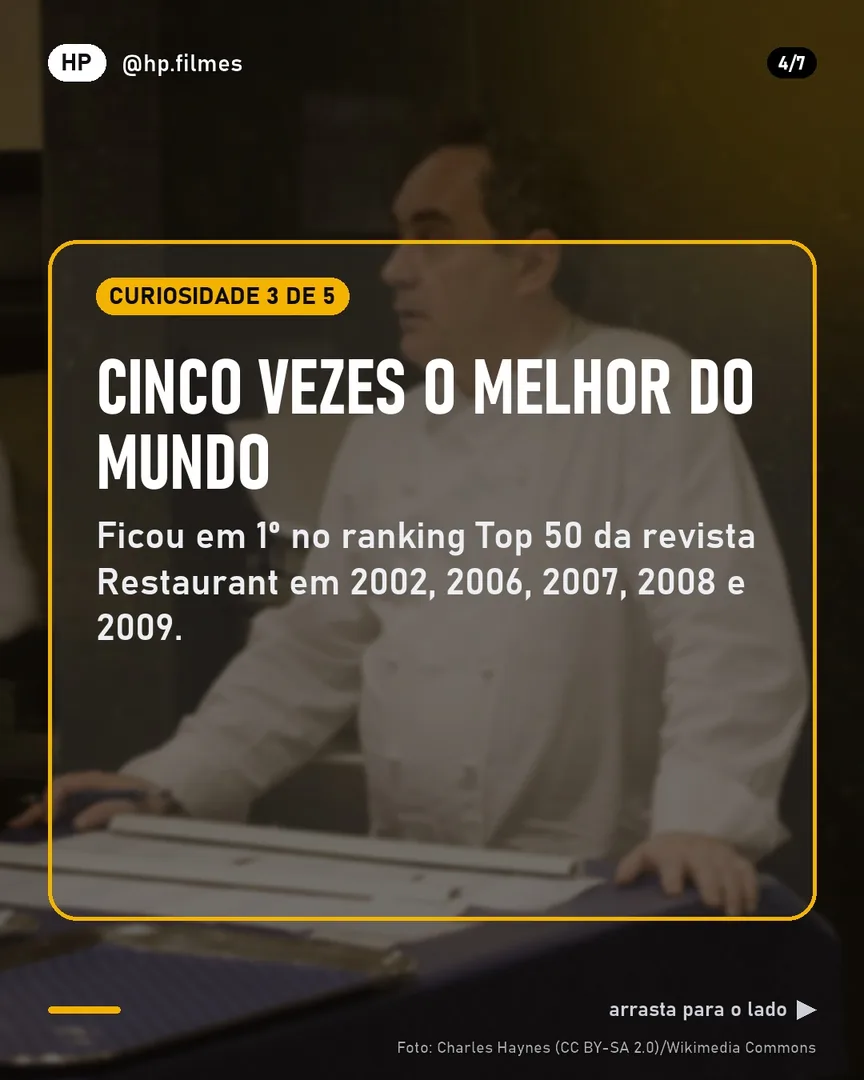 HP @hp.filmes 4/7
CURIOSIDADE 3 DE 5
CINCO VEZES O MELHOR DO
MUNDO
Ficou em 1º no ranking Top 50 da revista
Restaurant em 2002, 2006, 2007, 2008 e
2009.
arrasta para o lado ▶
Foto: Charles Haynes (CC BY-SA 2.0)/Wikimedia Commons